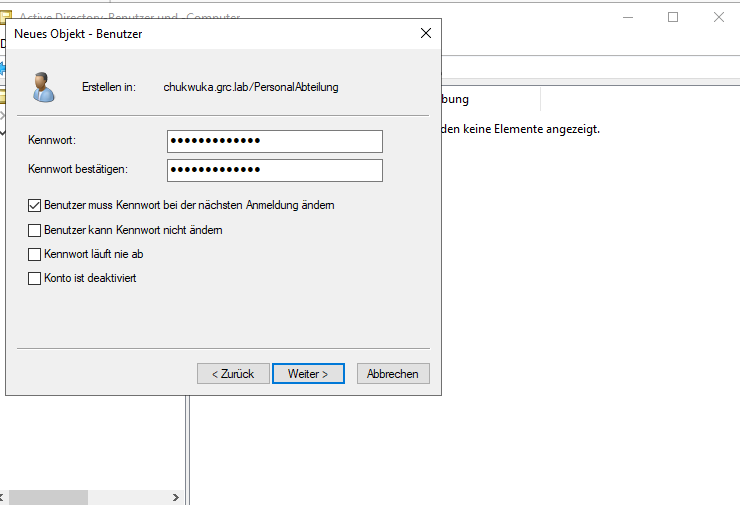 Active Directory-Benutzer und -Computer
Neues Objekt - Benutzer
Erstellen in: chukwuka.grc.lab/PersonalAbteilung
bung
den keine Elemente angezeigt.
Kennwort: •••••••••••••
Kennwort bestätigen: •••••••••••••
Benutzer muss Kennwort bei der nächsten Anmeldung ändern
Benutzer kann Kennwort nicht ändern
Kennwort läuft nie ab
Konto ist deaktiviert
< Zurück Weiter > Abbrechen